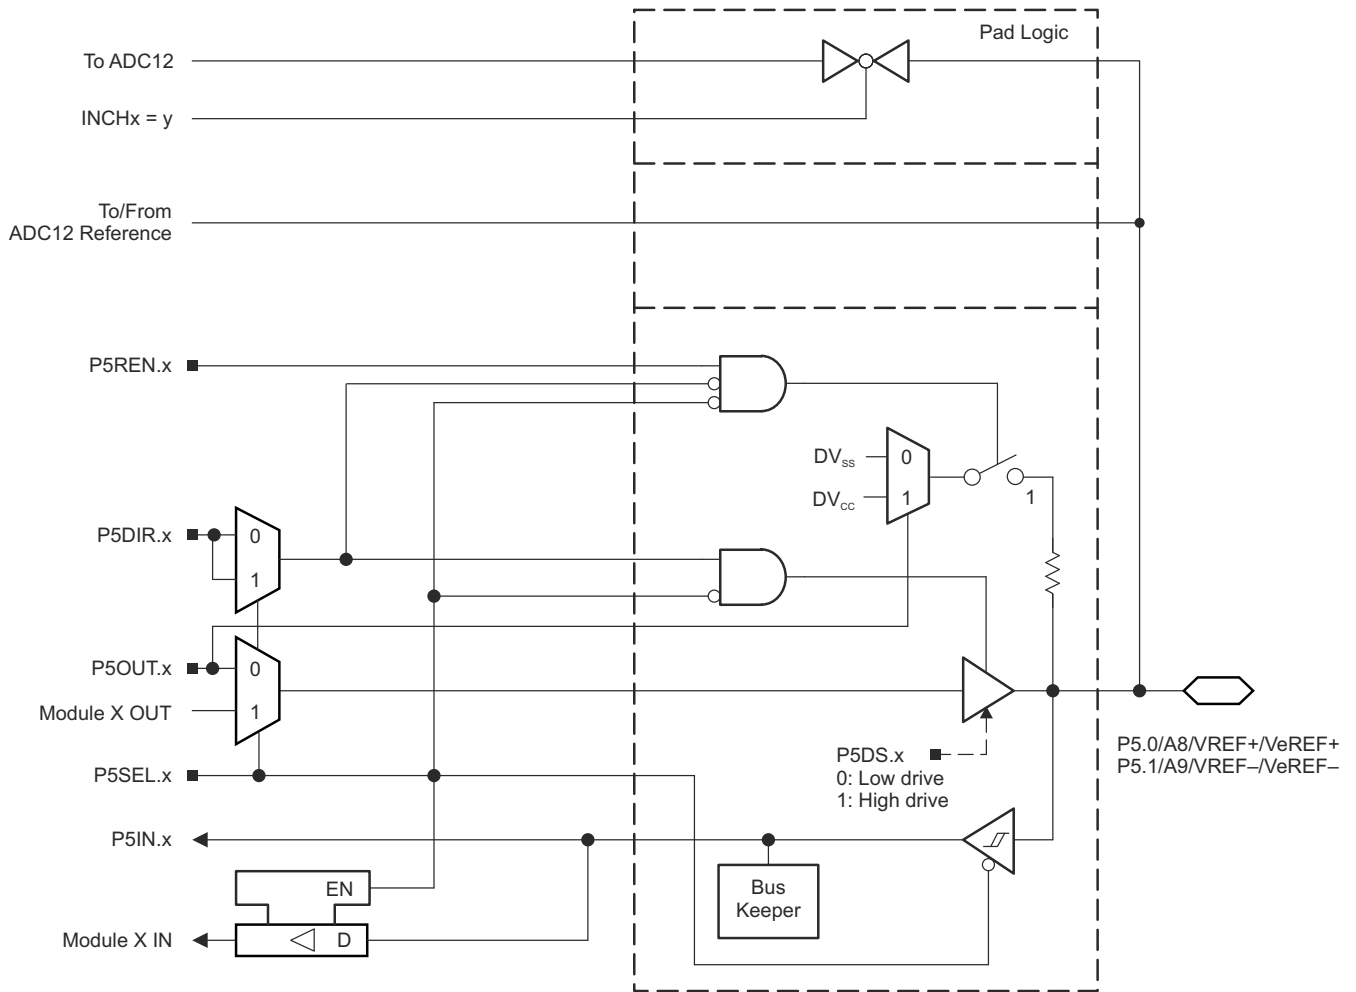 Pad Logic
To ADC12
INCHx = y
To/From
ADC12 Reference
P5REN.x
DVSS
0
DVCC
1
1
P5DIR.x
0
1
P5OUT.x
0
Module X OUT
1
P5SEL.x
P5DS.x
0: Low drive
1: High drive
P5.0/A8/VREF+/VeREF+
P5.1/A9/VREF–/VeREF–
P5IN.x
Bus
Keeper
EN
Module X IN
D